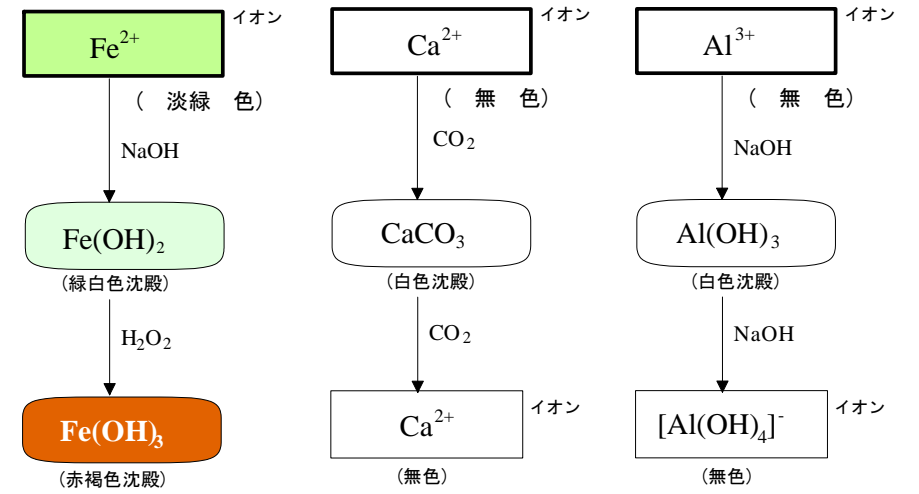 Fe2+ イオン
( 淡緑 色)
NaOH
Fe(OH)2
(緑白色沈殿)
H2O2
Fe(OH)3
(赤褐色沈殿)
Ca2+ イオン
( 無 色)
CO2
CaCO3
(白色沈殿)
CO2
Ca2+ イオン
(無色)
Al3+ イオン
( 無 色)
NaOH
Al(OH)3
(白色沈殿)
NaOH
[Al(OH)4]- イオン
(無色)